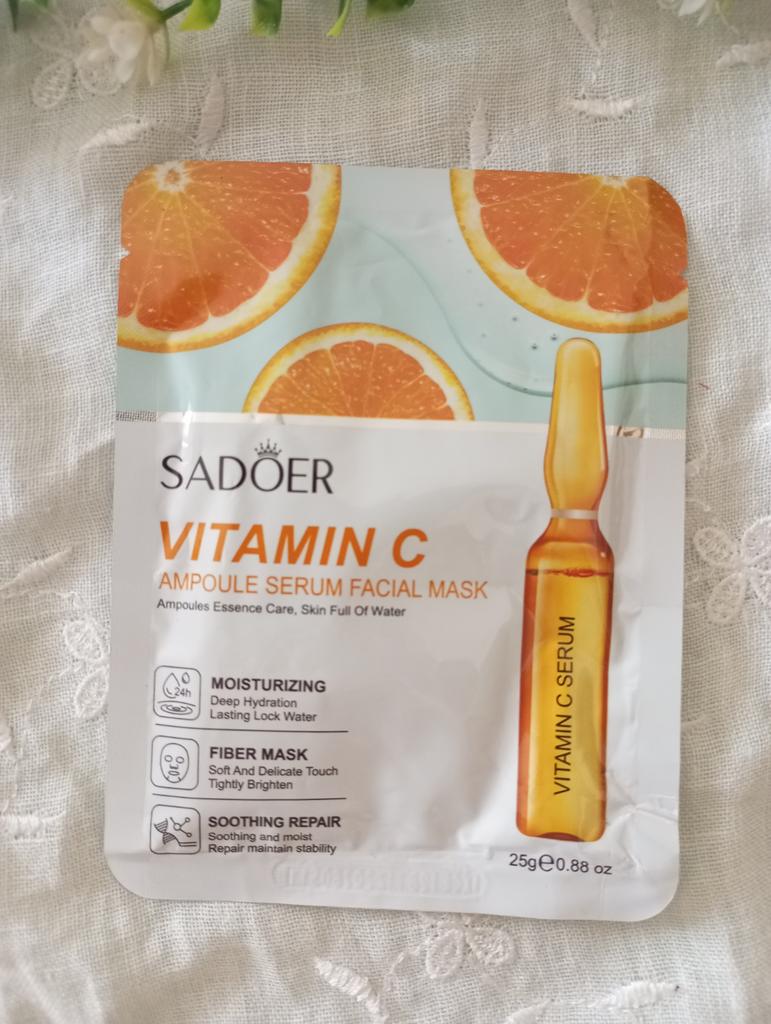 SADOER
VITAMIN C
AMPOULE SERUM FACIAL MASK
Ampoules Essence Care, Skin Full Of Water
24h
MOISTURIZING
Deep Hydration
Lasting Lock Water
FIBER MASK
Soft And Delicate Touch
Tightly Brighten
SOOTHING REPAIR
Soothing and moist
Repair maintain stability
VITAMIN C SERUM
25g℮0.88 oz